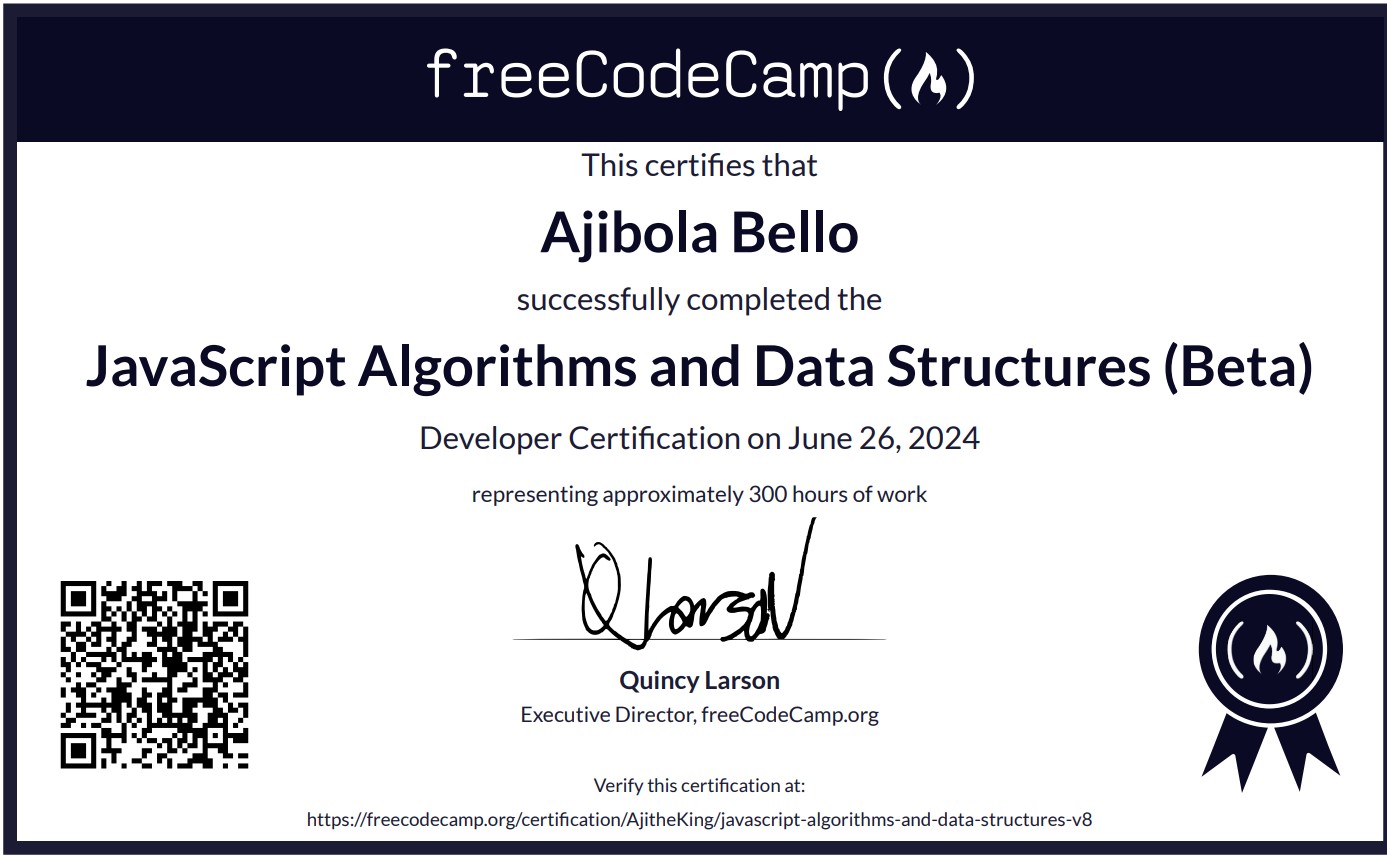 freeCodeCamp
This certifies that
Ajibola Bello
successfully completed the
JavaScript Algorithms and Data Structures (Beta)
Developer Certification on June 26, 2024
representing approximately 300 hours of work
Quincy Larson
Executive Director, freeCodeCamp.org
Verify this certification at:
https://freecodecamp.org/certification/AjitheKing/javascript-algorithms-and-data-structures-v8